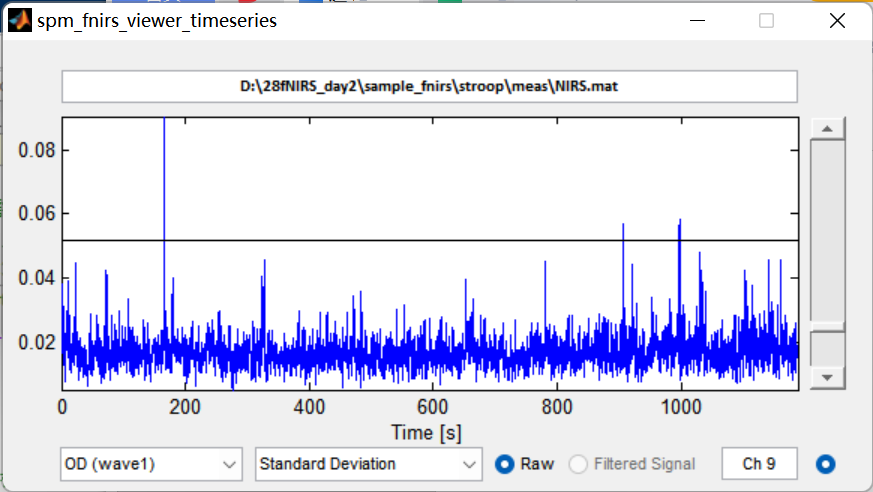 spm_fnirs_viewer_timeseries
D:\28fNIRS_day2\sample_fnirs\stroop\meas\NIRS.mat
0.08
0.06
0.04
0.02
0 200 400 600 800 1000
Time [s]
OD (wave1) Standard Deviation Raw Filtered Signal Ch 9